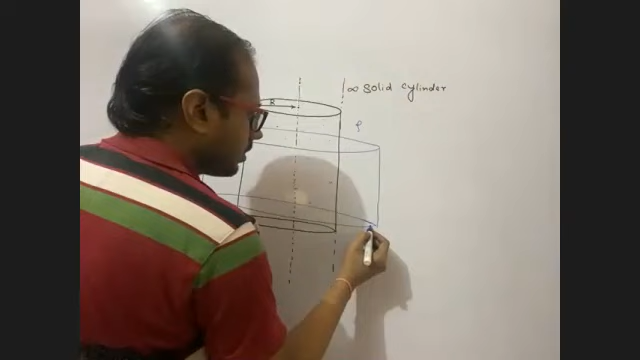 ∞ Solid cylinder
R
ρ